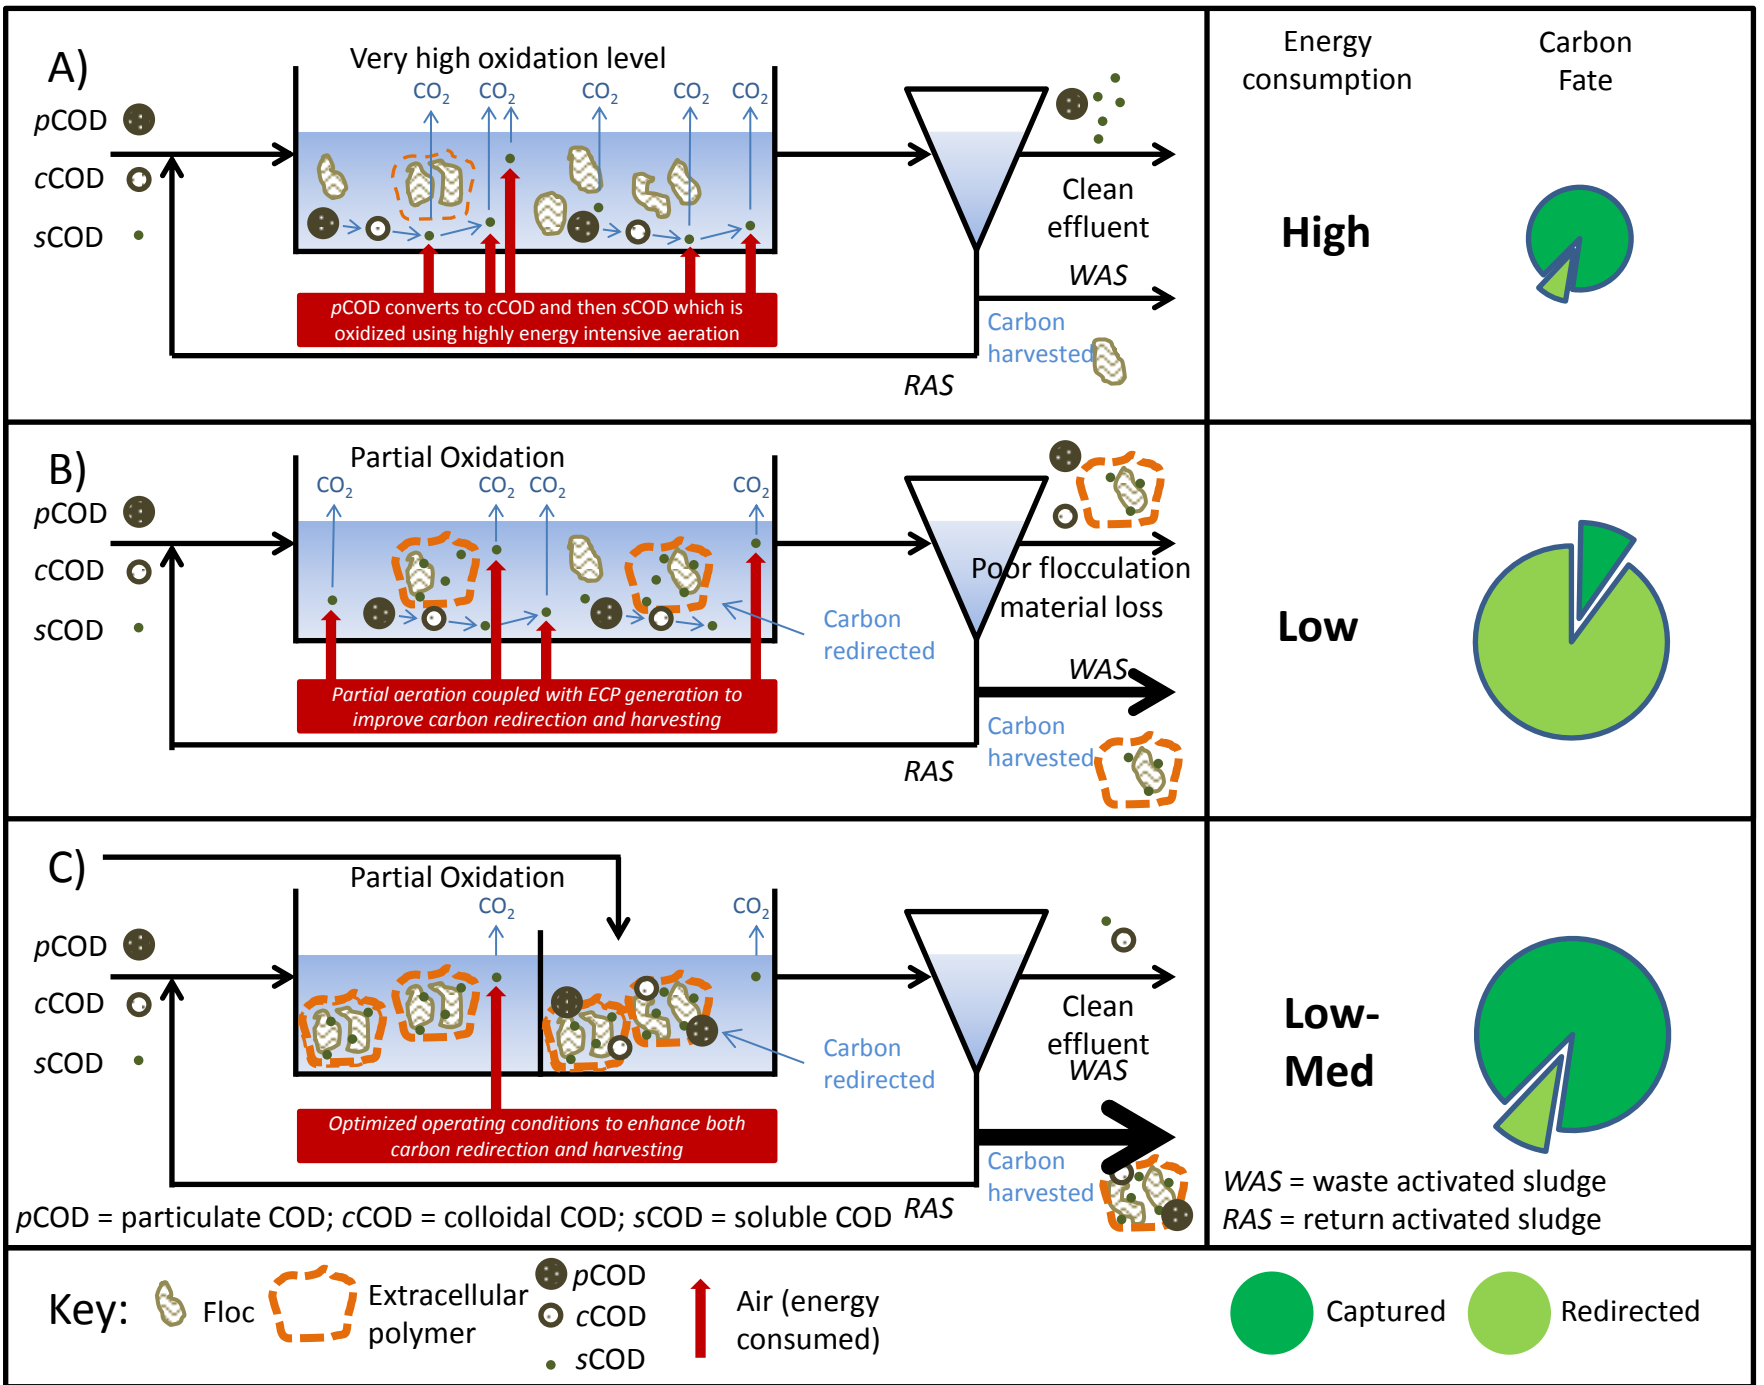 A)
Very high oxidation level
CO2 CO2 CO2 CO2 CO2
pCOD
cCOD
sCOD
pCOD converts to cCOD and then sCOD which is
oxidized using highly energy intensive aeration
Clean
effluent
WAS
Carbon
harvested
RAS
Energy
consumption
Carbon
Fate
High
B)
Partial Oxidation
CO2 CO2 CO2 CO2
pCOD
cCOD
sCOD
Partial aeration coupled with ECP generation to
improve carbon redirection and harvesting
Carbon
redirected
Poor flocculation
material loss
WAS
Carbon
harvested
RAS
Low
C)
Partial Oxidation
CO2 CO2
pCOD
cCOD
sCOD
Optimized operating conditions to enhance both
carbon redirection and harvesting
Carbon
redirected
Clean
effluent
WAS
Carbon
harvested
RAS
Low-
Med
pCOD = particulate COD; cCOD = colloidal COD; sCOD = soluble COD
WAS = waste activated sludge
RAS = return activated sludge
Key:
Floc
Extracellular
polymer
pCOD
cCOD
sCOD
Air (energy
consumed)
Captured
Redirected